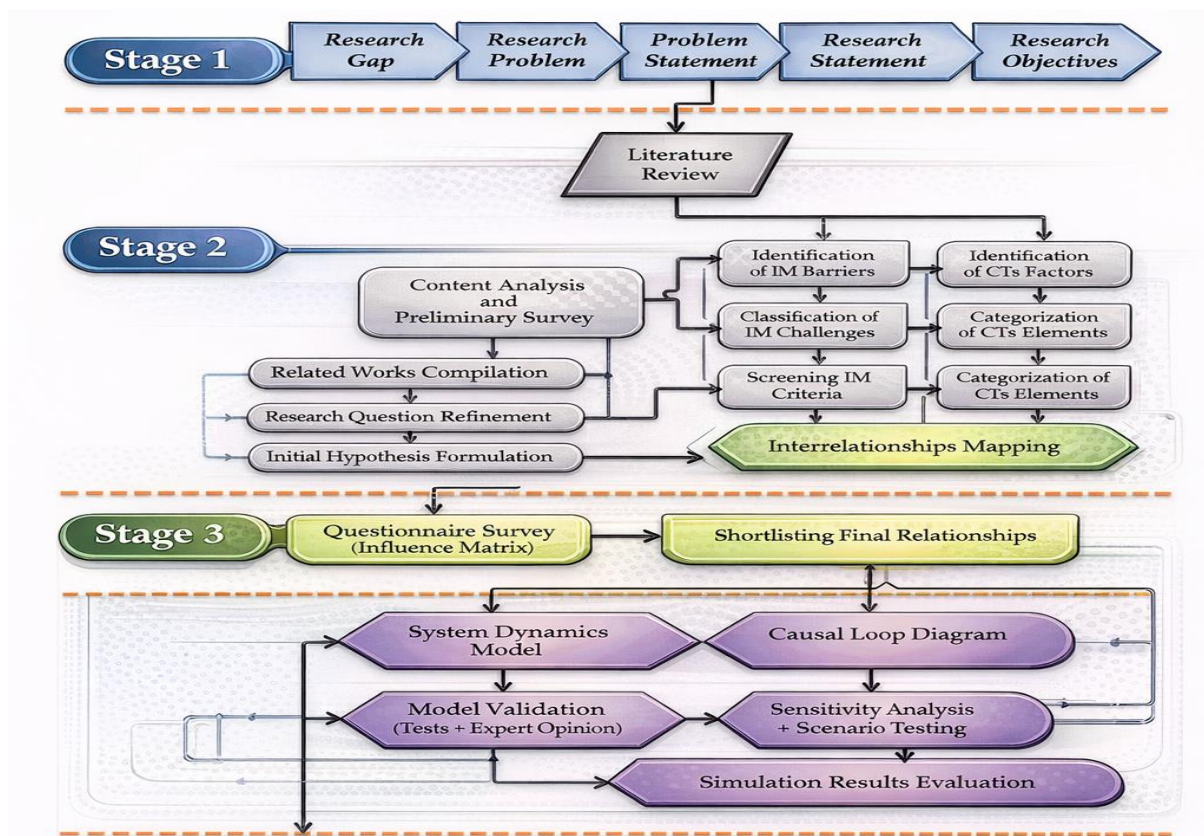 Stage 1
Research
Gap
Research
Problem
Problem
Statement
Research
Statement
Research
Objectives
Literature
Review
Stage 2
Content Analysis
and
Preliminary Survey
Related Works Compilation
Research Question Refinement
Initial Hypothesis Formulation
Identification
of IM Barriers
Identification
of CTs Factors
Classification of
IM Challenges
Categorization
of CTs Elements
Screening IM
Criteria
Categorization of
CTs Elements
Interrelationships Mapping
Stage 3
Questionnaire Survey
(Influence Matrix)
Shortlisting Final Relationships
System Dynamics
Model
Causal Loop Diagram
Model Validation
(Tests + Expert Opinion)
Sensitivity Analysis
+ Scenario Testing
Simulation Results Evaluation